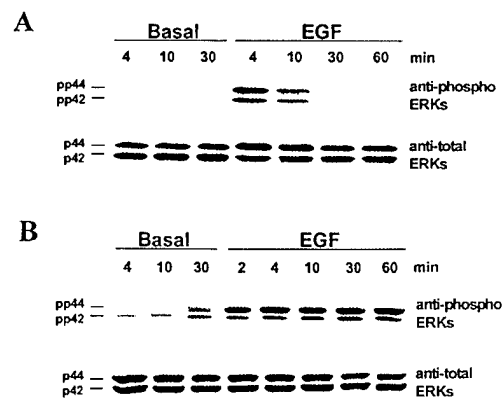 A
Basal EGF
4 10 30 4 10 30 60 min
pp44 anti-phospho
pp42 ERKs
p44 anti-total
p42 ERKs
B
Basal EGF
4 10 30 2 4 10 30 60 min
pp44 anti-phospho
pp42 ERKs
p44 anti-total
p42 ERKs